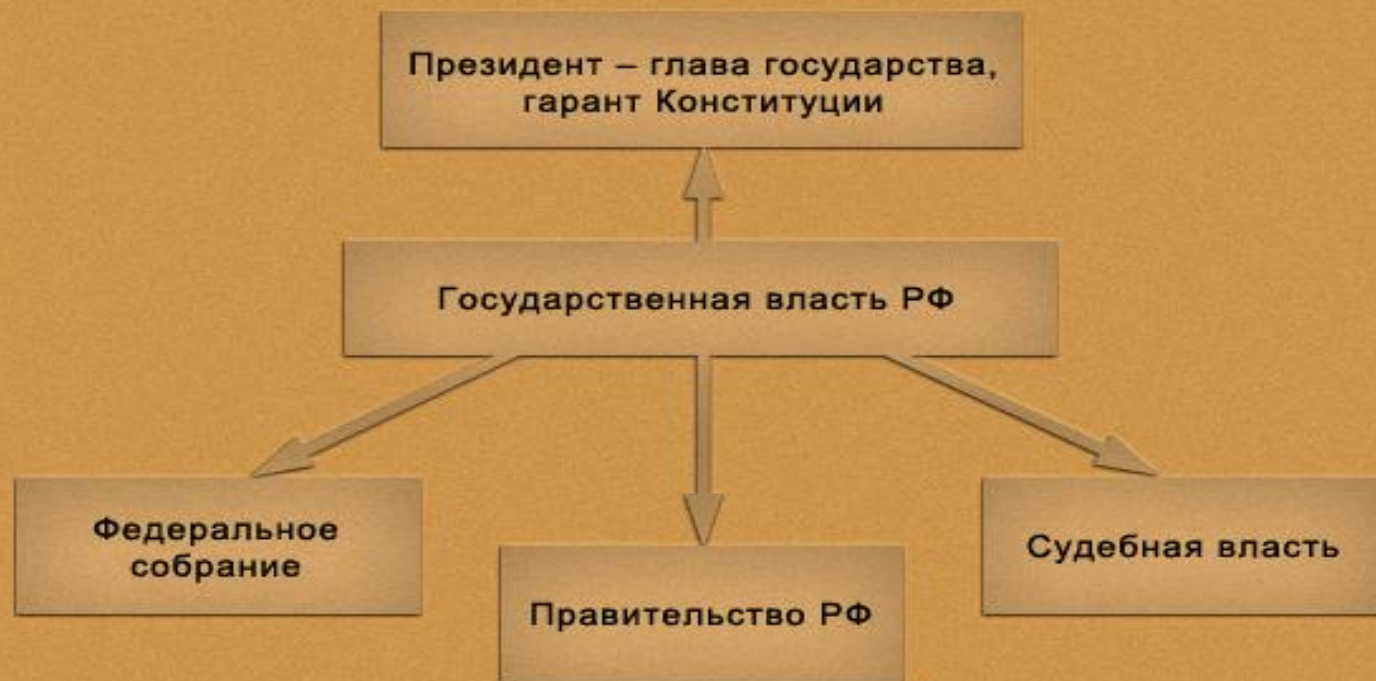 Президент – глава государства,
гарант Конституции
Государственная власть РФ
Федеральное
собрание
Правительство РФ
Судебная власть